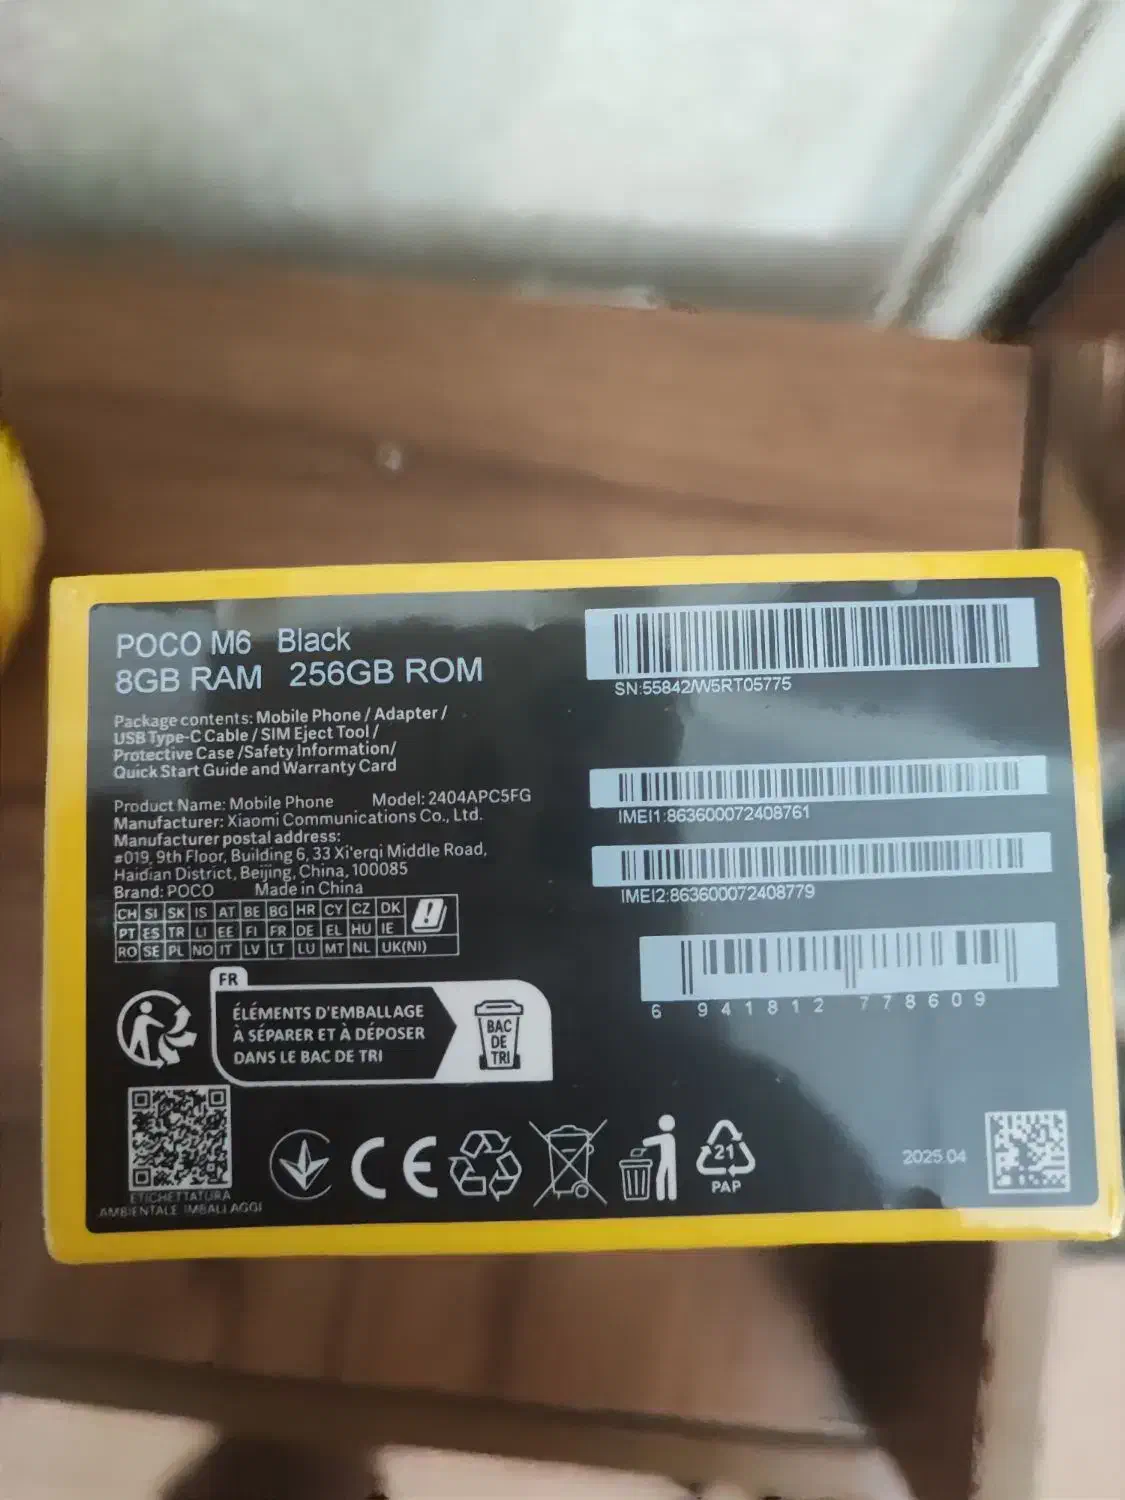 POCO M6 Black
8GB RAM 256GB ROM
Package contents: Mobile Phone / Adapter /
USB Type-C Cable / SIM Eject Tool /
Protective Case /Safety Information/
Quick Start Guide and Warranty Card
Product Name: Mobile Phone Model: 2404APC5FG
Manufacturer: Xiaomi Communications Co., Ltd.
Manufacturer postal address:
#019, 9th Floor, Building 6, 33 Xi'erqi Middle Road,
Haidian District, Beijing, China, 100085
Brand: POCO Made in China
CH SI SK IS AT BE BG HR CY CZ DK
PT ES TR LI EE FI FR DE EL HU IE
RO SE PL NO IT LV LT LU MT NL UK(NI)
FR
ÉLÉMENTS D'EMBALLAGE
À SÉPARER ET À DÉPOSER
DANS LE BAC DE TRI
BAC
DE
TRI
ETICHETTATURA
AMBIENTALE IMBALLAGGI
CE
21
PAP
SN:55842/W5RT05775
IMEI1:863600072408761
IMEI2:863600072408779
6 941812 778609
2025.04